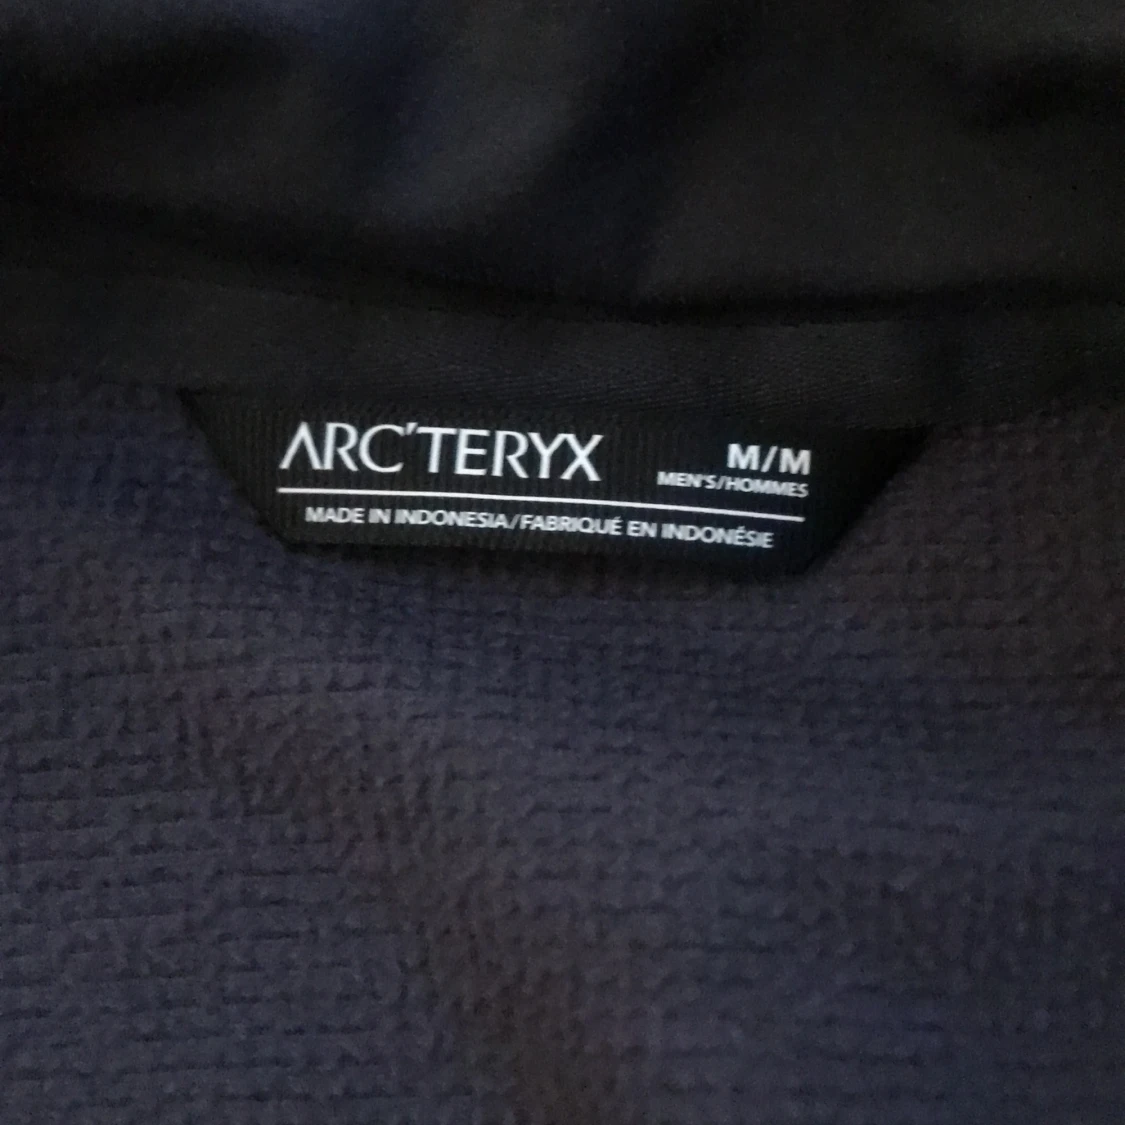 ARC'TERYX
M/M
MEN'S/HOMMES
MADE IN INDONESIA/FABRIQUÉ EN INDONÉSIE